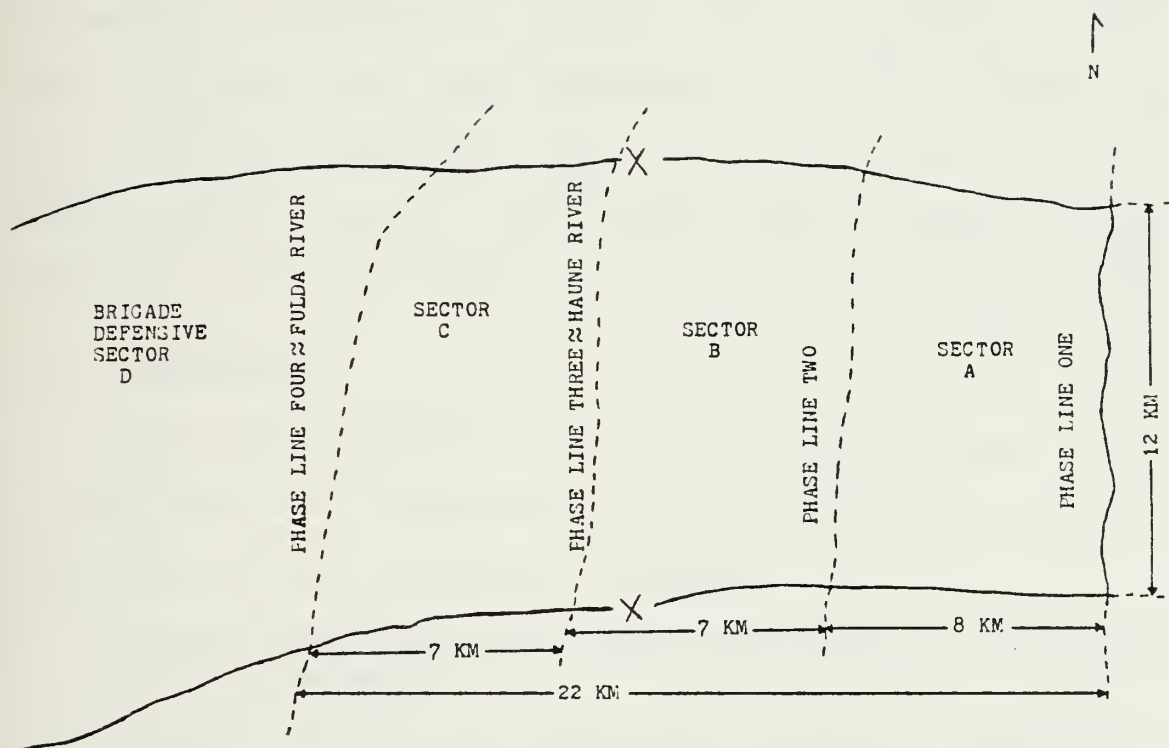 N
X
PHASE LINE FOUR≈FULDA RIVER
PHASE LINE THREE≈HAUNE RIVER
BRIGADE
DEFENSIVE
SECTOR
D
SECTOR
C
SECTOR
B
PHASE LINE TWO
SECTOR
A
PHASE LINE ONE
12 KM
X
7 KM
7 KM
8 KM
22 KM